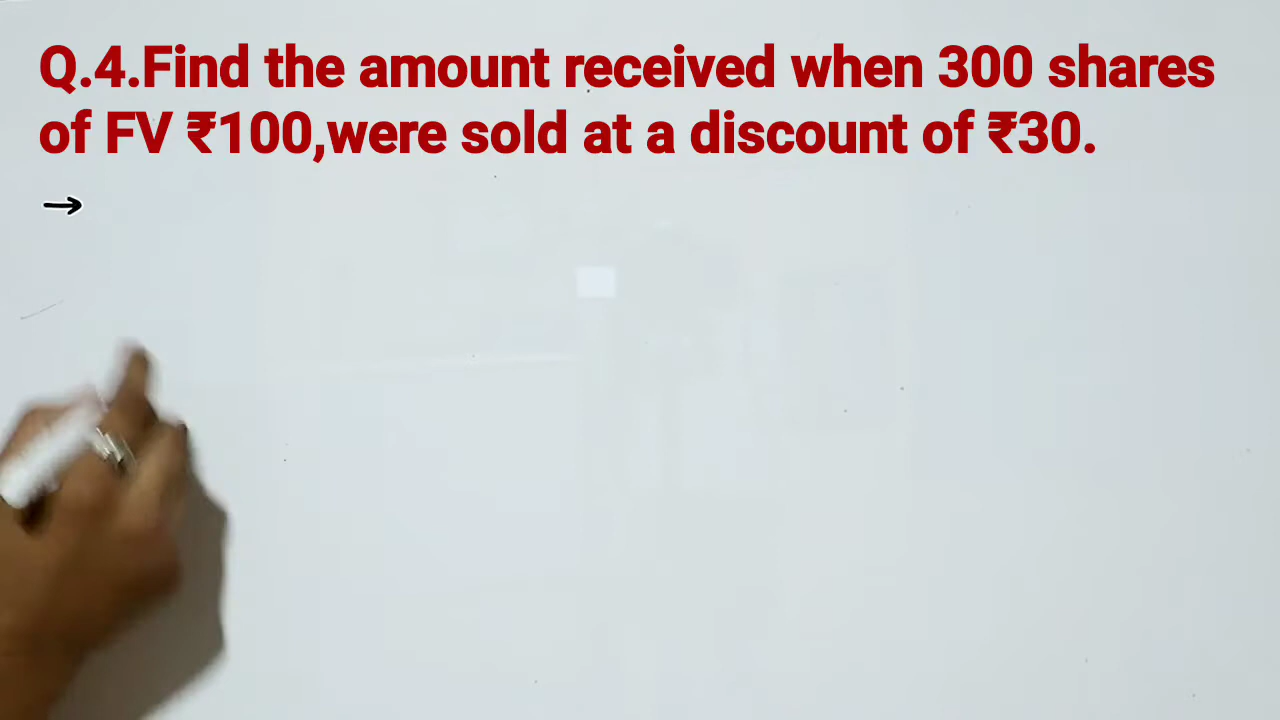 Q.4.Find the amount received when 300 shares
of FV ₹100,were sold at a discount of ₹30.
→